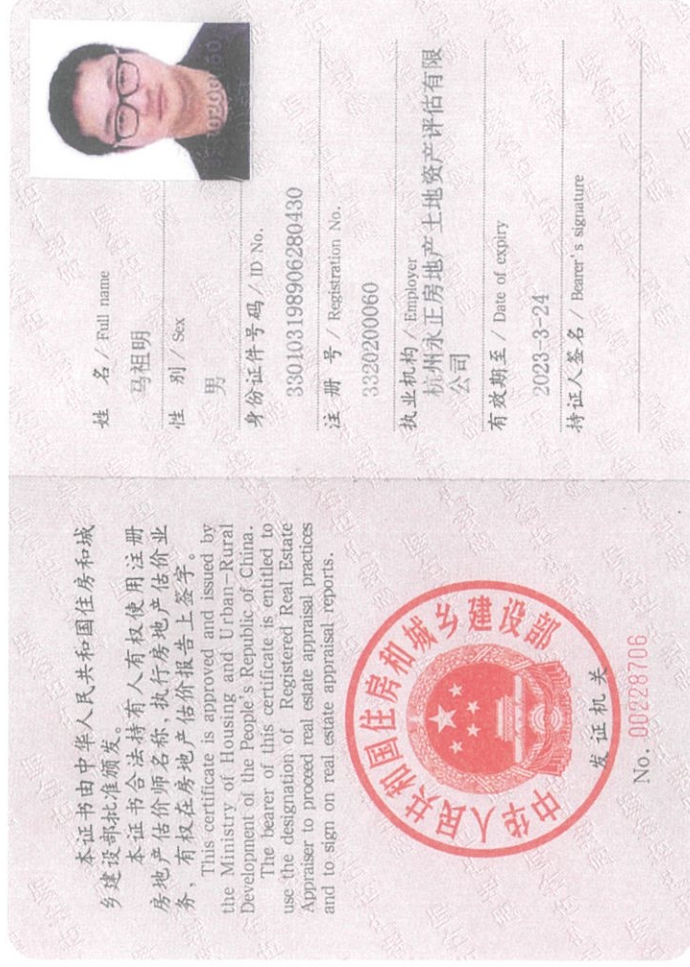 本证书由中华人民共和国住房和城
乡建设部批准颁发。
本证书合法持有人有权使用注册
房地产估价师名称，执行房地产估价业
务，有权在房地产估价报告上签字。
This certificate is approved and issued by
the Ministry of Housing and Urban-Rural
Development of the People's Republic of China.
The bearer of this certificate is entitled to
use the designation of Registered Real Estate
Appraiser to proceed real estate appraisal practices
and to sign on real estate appraisal reports.
中华人民共和国住房和城乡建设部
发证机关
No. 00228706
姓 名 / Full name
马祖明
性 别 / Sex
男
身份证件号码 / ID No.
330103198906280430
注 册 号 / Registration No.
3320200060
执业机构 / Employer
杭州永正房地产土地资产评估有限
公司
有效期至 / Date of expiry
2023-3-24
持证人签名 / Bearer's signature